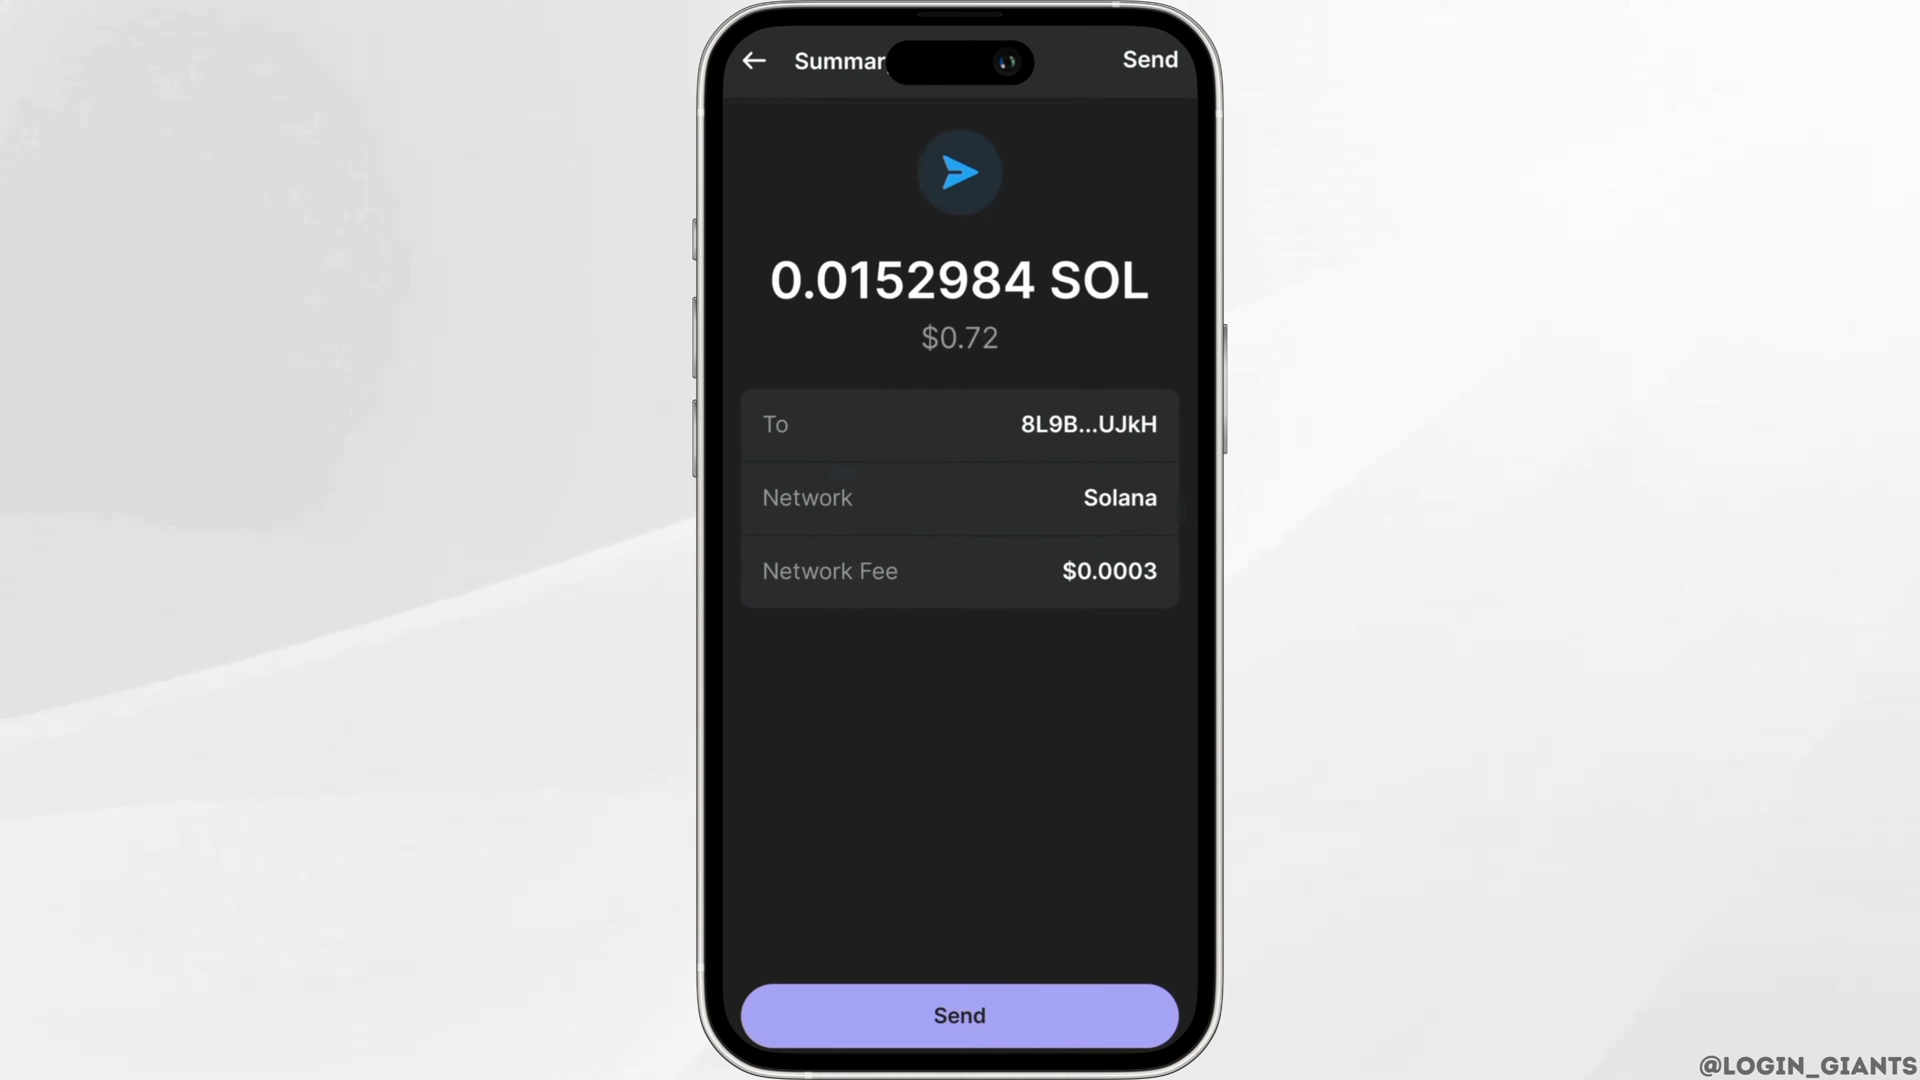 Summar
Send
0.0152984 SOL
$0.72
To 8L9B...UJkH
Network Solana
Network Fee $0.0003
Send
@LOGIN_GIANTS